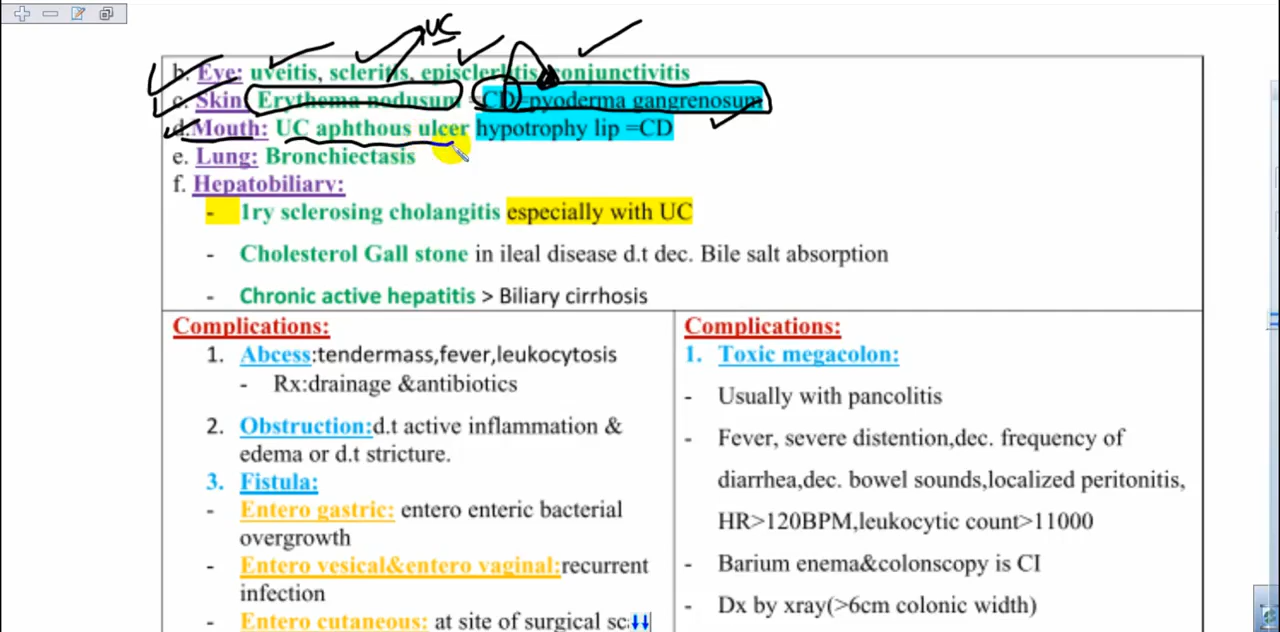 UC
b. Eye: uveitis, scleritis, episcleritis, conjunctivitis
c. Skin Erythema nodusum =CD=pyoderma gangrenosum
d.Mouth: UC aphthous ulcer hypotrophy lip =CD
e. Lung: Bronchiectasis
f. Hepatobiliary:
- 1ry sclerosing cholangitis especially with UC
- Cholesterol Gall stone in ileal disease d.t dec. Bile salt absorption
- Chronic active hepatitis > Biliary cirrhosis
Complications:
1. Abcess:tendermass,fever,leukocytosis
- Rx:drainage &antibiotics
2. Obstruction:d.t active inflammation &
edema or d.t stricture.
3. Fistula:
- Entero gastric: entero enteric bacterial
overgrowth
- Entero vesical&entero vaginal:recurrent
infection
- Entero cutaneous: at site of surgical
Complications:
1. Toxic megacolon:
- Usually with pancolitis
- Fever, severe distention,dec. frequency of
diarrhea,dec. bowel sounds,localized peritonitis,
HR>120BPM,leukocytic count>11000
- Barium enema&colonscopy is CI
- Dx by xray(>6cm colonic width)